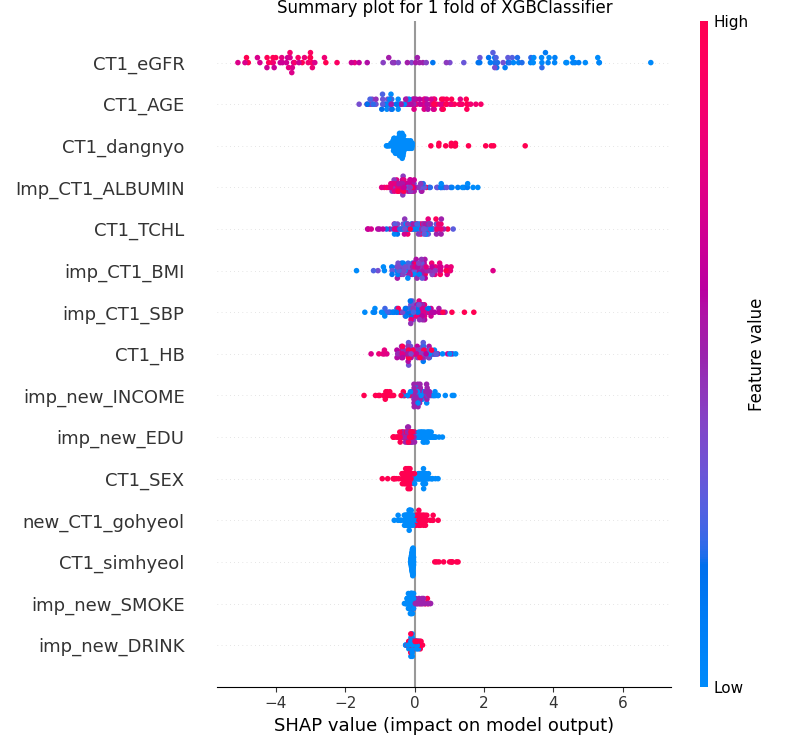 Summary plot for 1 fold of XGBClassifier
High
CT1_eGFR
CT1_AGE
CT1_dangnyo
Imp_CT1_ALBUMIN
CT1_TCHL
imp_CT1_BMI
imp_CT1_SBP
CT1_HB
imp_new_INCOME
imp_new_EDU
CT1_SEX
new_CT1_gohyeol
CT1_simhyeol
imp_new_SMOKE
imp_new_DRINK
Feature value
Low
−4 −2 0 2 4 6
SHAP value (impact on model output)